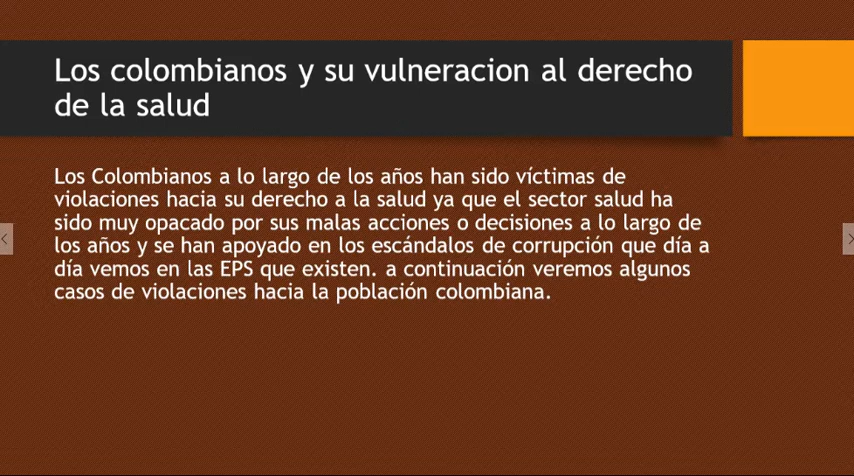 Los colombianos y su vulneracion al derecho
de la salud
Los Colombianos a lo largo de los años han sido víctimas de
violaciones hacia su derecho a la salud ya que el sector salud ha
sido muy opacado por sus malas acciones o decisiones a lo largo de
los años y se han apoyado en los escándalos de corrupción que día a
día vemos en las EPS que existen. a continuación veremos algunos
casos de violaciones hacia la población colombiana.